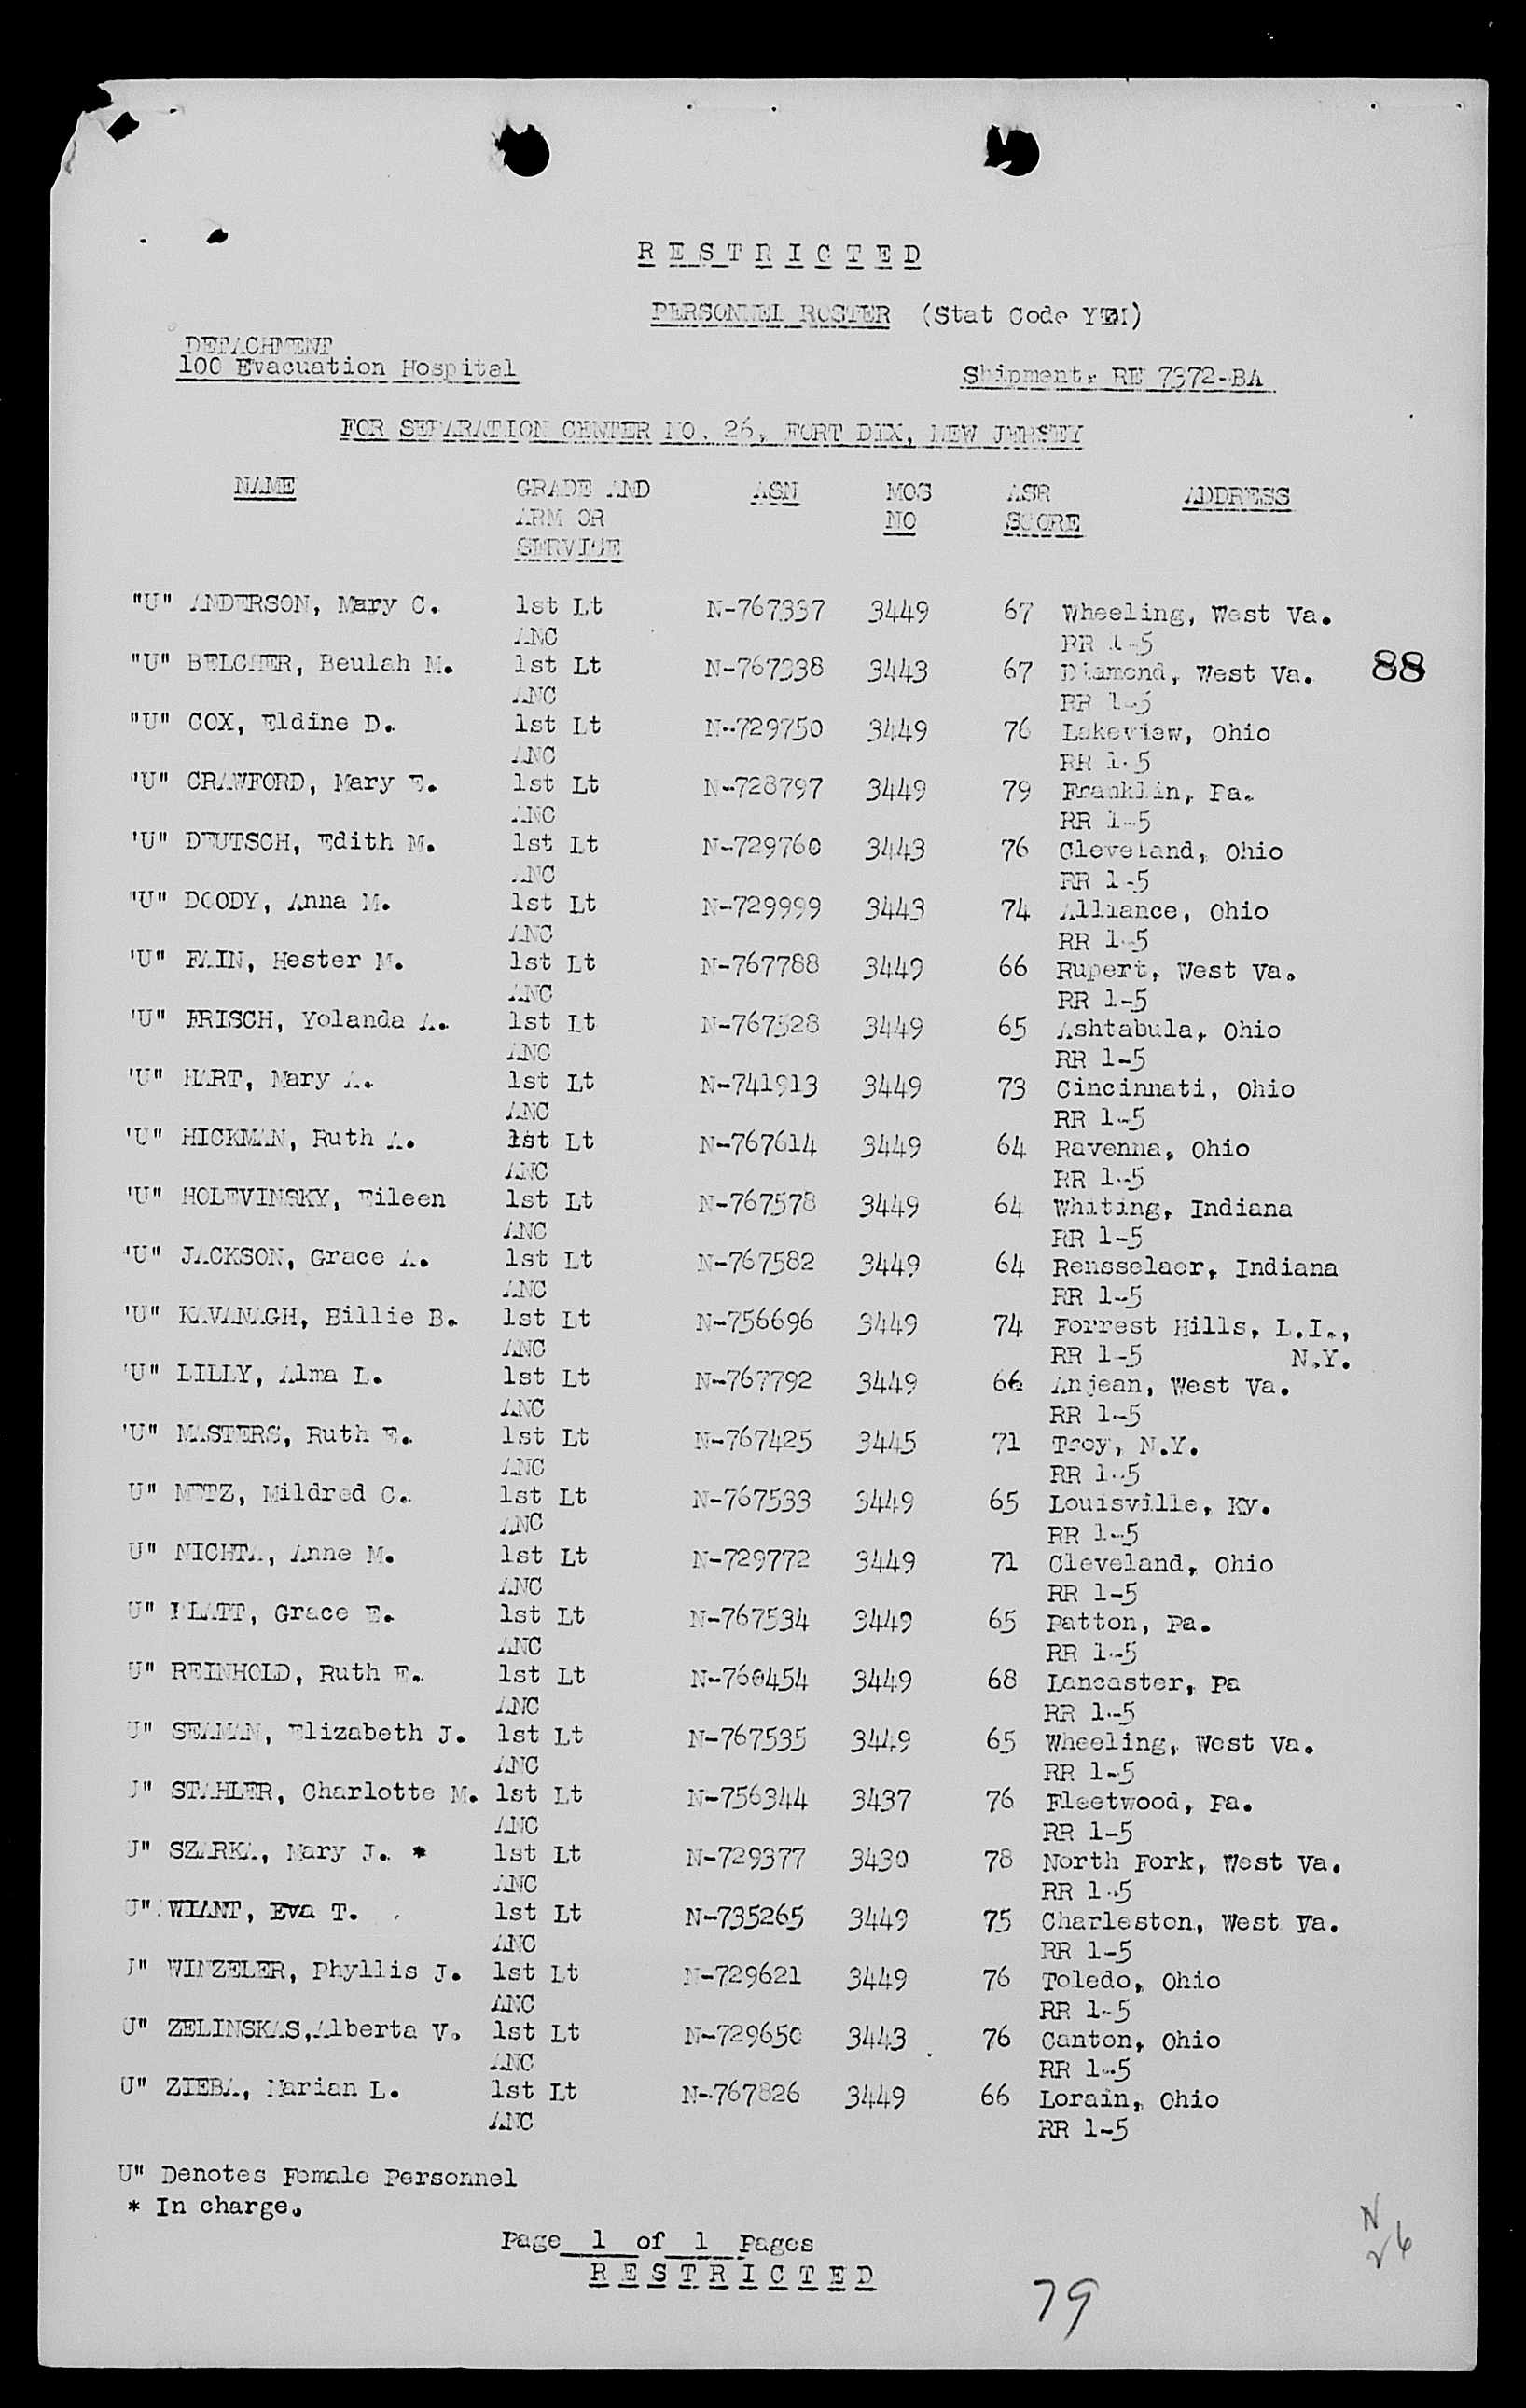 RESTRICTED
PERSONNEL ROSTER (Stat Code YMI)
DETACHMENT
100 Evacuation Hospital
Shipment: RE 7372-BA
FOR SEPARATION CENTER NO. 26, FORT DIX, NEW JERSEY
NAME GRADE AND ASN MOS ASR ADDRESS
ARM OR NO SCORE
SERVICE
"U" ANDERSON, Mary C. 1st Lt N-767337 3449 67 Wheeling, West Va.
ANC RR 1-5
"U" BELCHER, Beulah M. 1st Lt N-767338 3443 67 Diamond, West Va. 88
ANC RR 1-5
"U" COX, Eldine D. 1st Lt N-729750 3449 76 Lakeview, Ohio
ANC RR 1-5
"U" CRAWFORD, Mary E. 1st Lt N-728797 3449 79 Franklin, Pa.
ANC RR 1-5
"U" DEUTSCH, Edith M. 1st Lt N-729760 3443 76 Cleveland, Ohio
ANC RR 1-5
"U" DOODY, Anna M. 1st Lt N-729999 3443 74 Alliance, Ohio
ANC RR 1-5
"U" FAIN, Hester M. 1st Lt N-767788 3449 66 Rupert, West Va.
ANC RR 1-5
"U" FRISCH, Yolanda A. 1st Lt N-767528 3449 65 Ashtabula, Ohio
ANC RR 1-5
"U" HART, Mary A. 1st Lt N-741913 3449 73 Cincinnati, Ohio
ANC RR 1-5
"U" HICKMAN, Ruth A. 1st Lt N-767614 3449 64 Ravenna, Ohio
ANC RR 1-5
"U" HOLEVINSKY, Eileen 1st Lt N-767578 3449 64 Whiting, Indiana
ANC RR 1-5
"U" JACKSON, Grace A. 1st Lt N-767582 3449 64 Rensselaer, Indiana
ANC RR 1-5
"U" KAVANAGH, Billie B. 1st Lt N-756696 3449 74 Forrest Hills, L.I.,
ANC RR 1-5 N.Y.
"U" LILLY, Alma L. 1st Lt N-767792 3449 66 Anjean, West Va.
ANC RR 1-5
"U" MASTERS, Ruth E. 1st Lt N-767425 3445 71 Troy, N.Y.
ANC RR 1-5
U" METZ, Mildred C. 1st Lt N-767533 3449 65 Louisville, Ky.
ANC RR 1-5
U" NICHTA, Anne M. 1st Lt N-729772 3449 71 Cleveland, Ohio
ANC RR 1-5
U" PLATT, Grace E. 1st Lt N-767534 3449 65 Patton, Pa.
ANC RR 1-5
U" REINHOLD, Ruth E. 1st Lt 3449 68 Lancaster, Pa
ANC RR 1-5
U" SEAMAN, Elizabeth J. 1st Lt N-767535 3449 65 Wheeling, West Va.
ANC RR 1-5
U" STAHLER, Charlotte M. 1st Lt N-756344 3437 76 Fleetwood, Pa.
ANC RR 1-5
U" SZARKA, Mary J. * 1st Lt N-729377 3430 78 North Fork, West Va.
ANC RR 1-5
U" WIANT, Eva T. 1st Lt N-735265 3449 75 Charleston, West Va.
ANC RR 1-5
U" WINZELER, Phyllis J. 1st Lt N-729621 3449 76 Toledo, Ohio
ANC RR 1-5
U" ZELINSKAS,Alberta V. 1st Lt N-729650 3443 76 Canton, Ohio
ANC RR 1-5
U" ZIEBA, Marian L. 1st Lt N-767826 3449 66 Lorain, Ohio
ANC RR 1-5
U" Denotes Female Personnel
* In charge.
Page 1 of 1 Pages
RESTRICTED
N
26
79